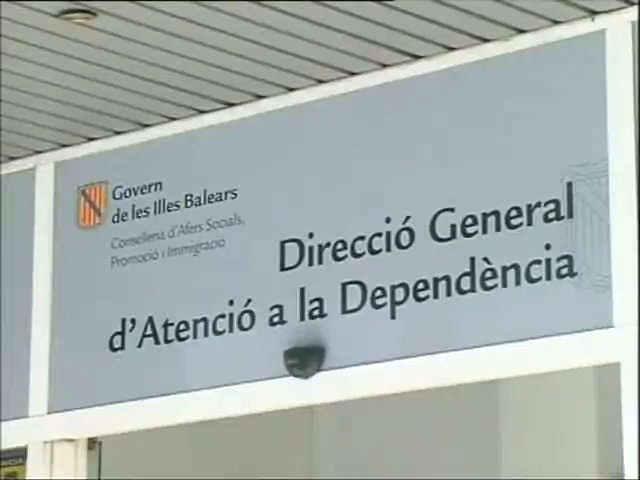 Govern
de les Illes Balears
Conselleria d'Afers Socials,
Promoció i Immigració
Direcció General
d'Atenció a la Dependència